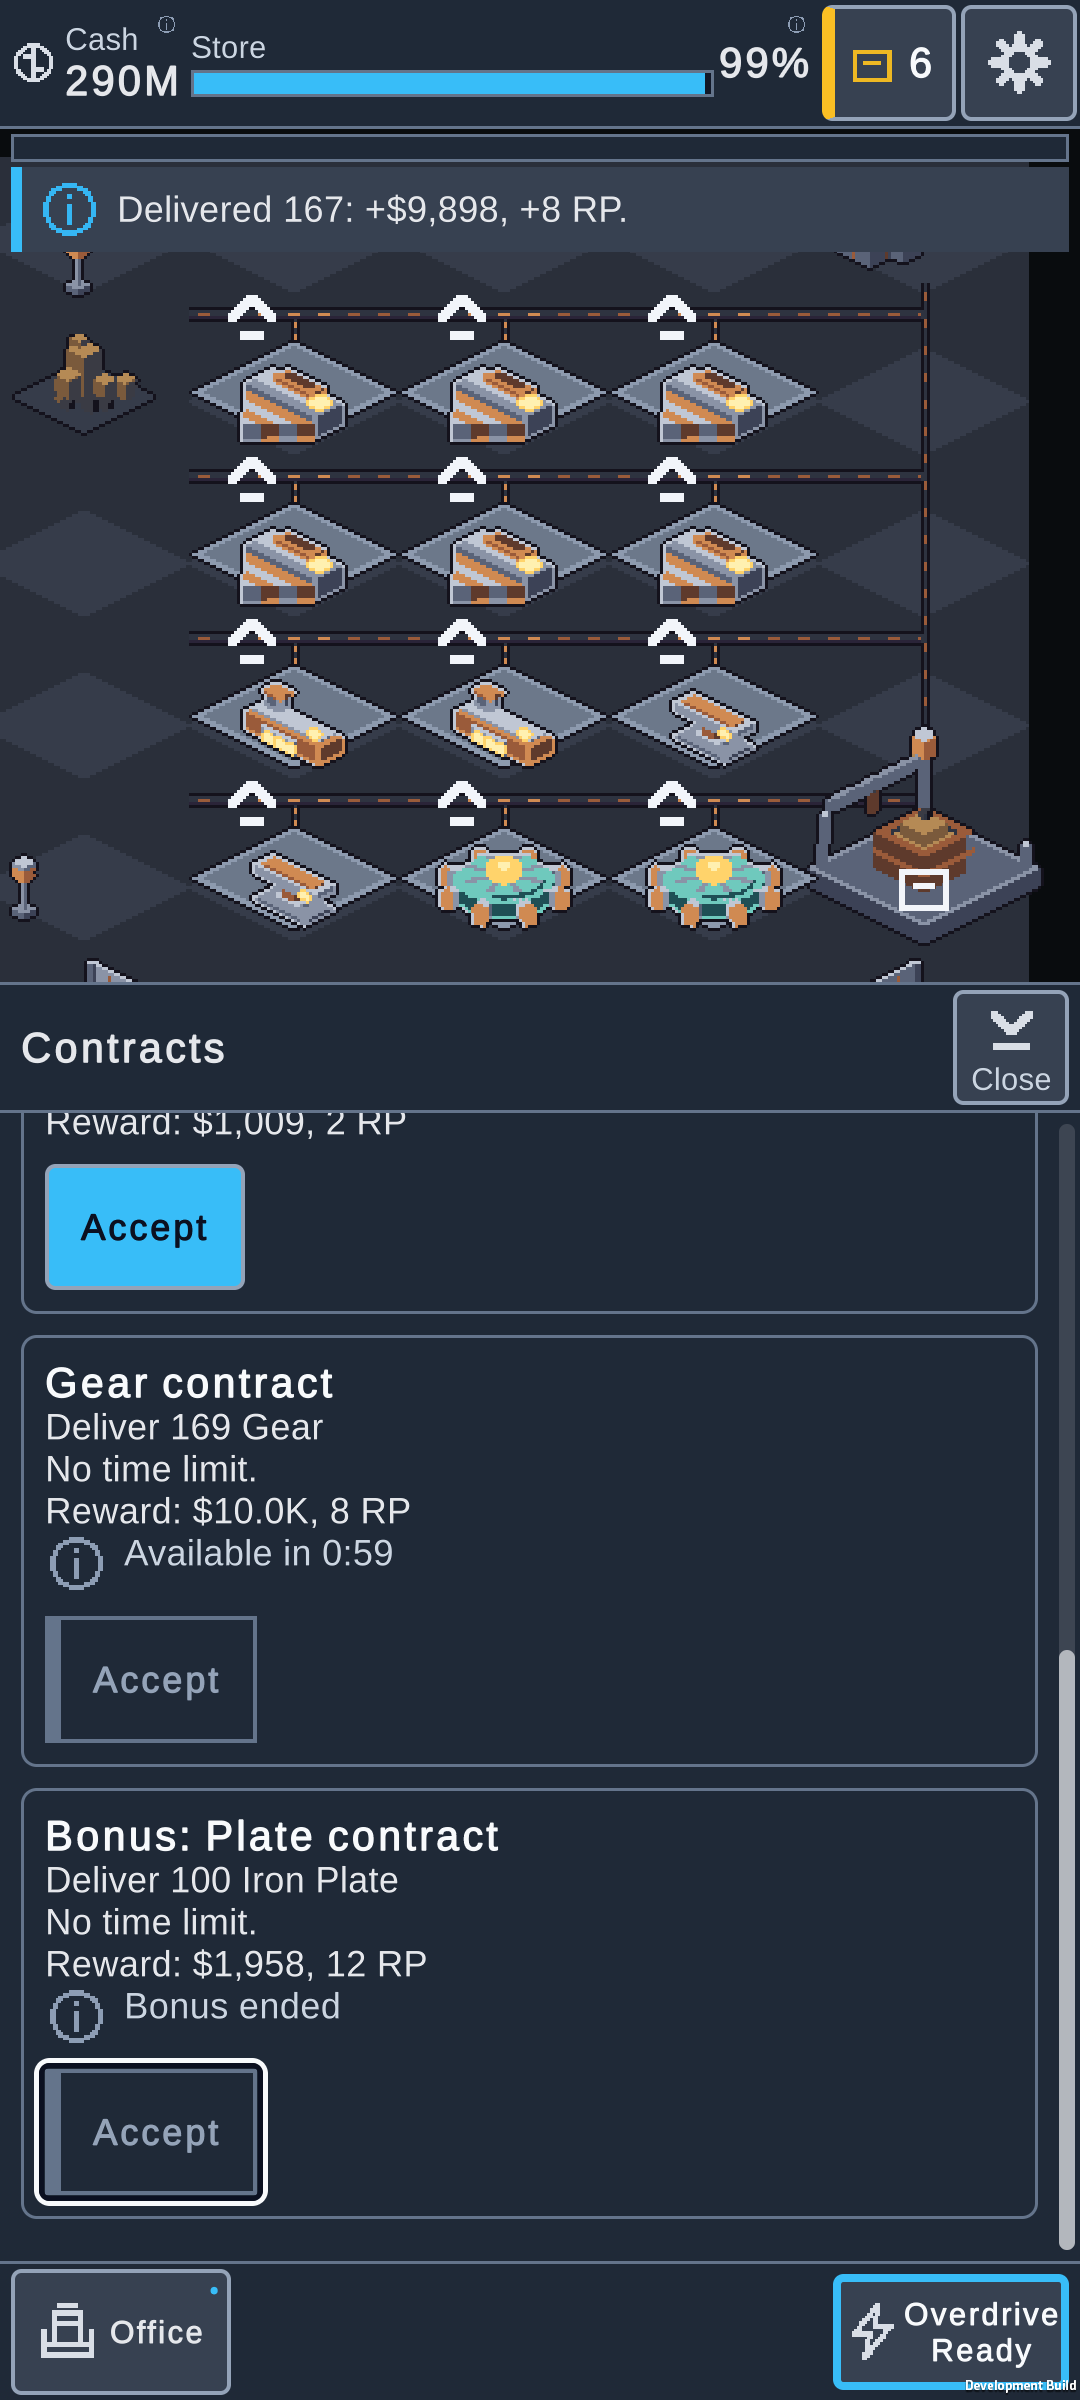 Cash
290M
Store
99%
6
Delivered 167: +$9,898, +8 RP.
Contracts
Close
Reward: $1,009, 2 RP
Accept
Gear contract
Deliver 169 Gear
No time limit.
Reward: $10.0K, 8 RP
Available in 0:59
Accept
Bonus: Plate contract
Deliver 100 Iron Plate
No time limit.
Reward: $1,958, 12 RP
Bonus ended
Accept
Office
Overdrive
Ready
Development Build